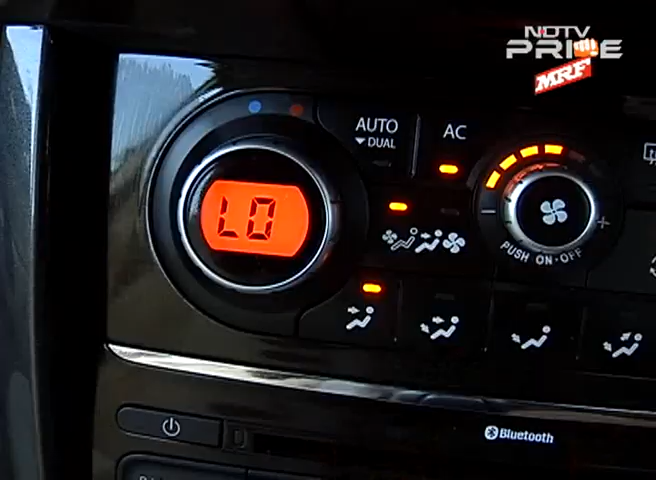 NDTV
PRIME
MRF
AUTO
DUAL
AC
LO
PUSH ON·OFF
Bluetooth